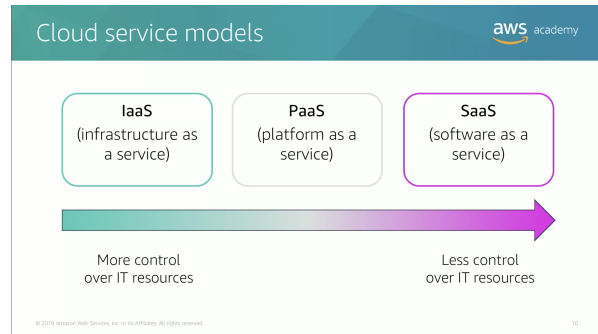 Cloud service models
aws academy
IaaS
(infrastructure as
a service)
PaaS
(platform as a
service)
SaaS
(software as a
service)
More control
over IT resources
Less control
over IT resources
© 2019 Amazon Web Services, Inc. or its Affiliates. All rights reserved.
10